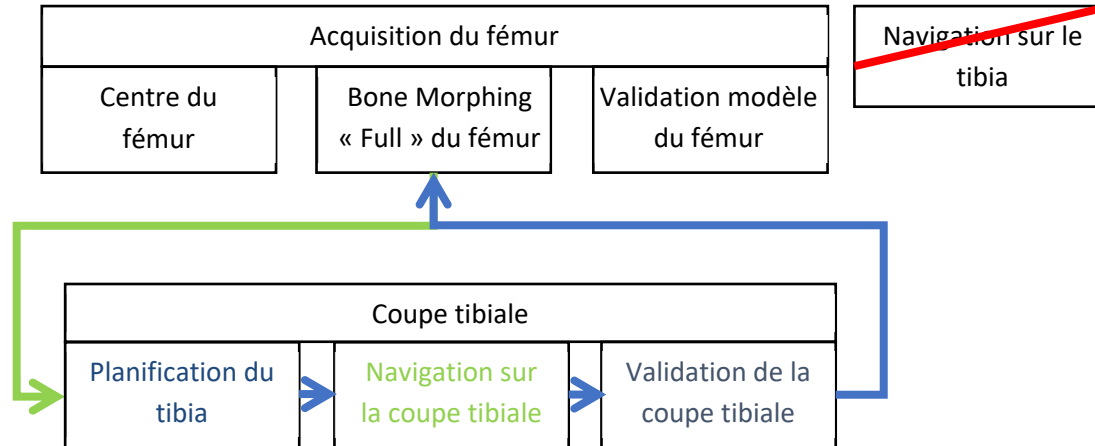 Acquisition du fémur
Navigation sur le
tibia
Centre du
fémur
Bone Morphing
« Full » du fémur
Validation modèle
du fémur
Coupe tibiale
Planification du
tibia
Navigation sur
la coupe tibiale
Validation de la
coupe tibiale